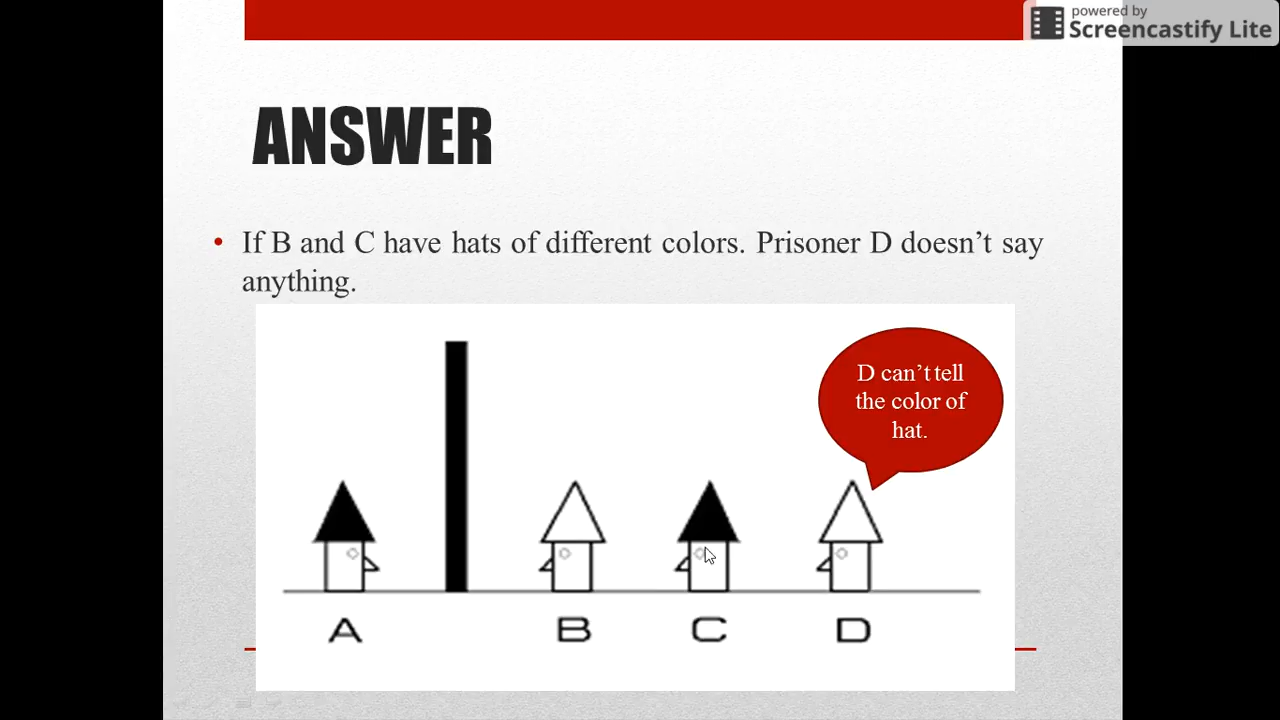 powered by
Screencastify Lite
ANSWER
• If B and C have hats of different colors. Prisoner D doesn’t say
anything.
D can’t tell
the color of
hat.
A B C D